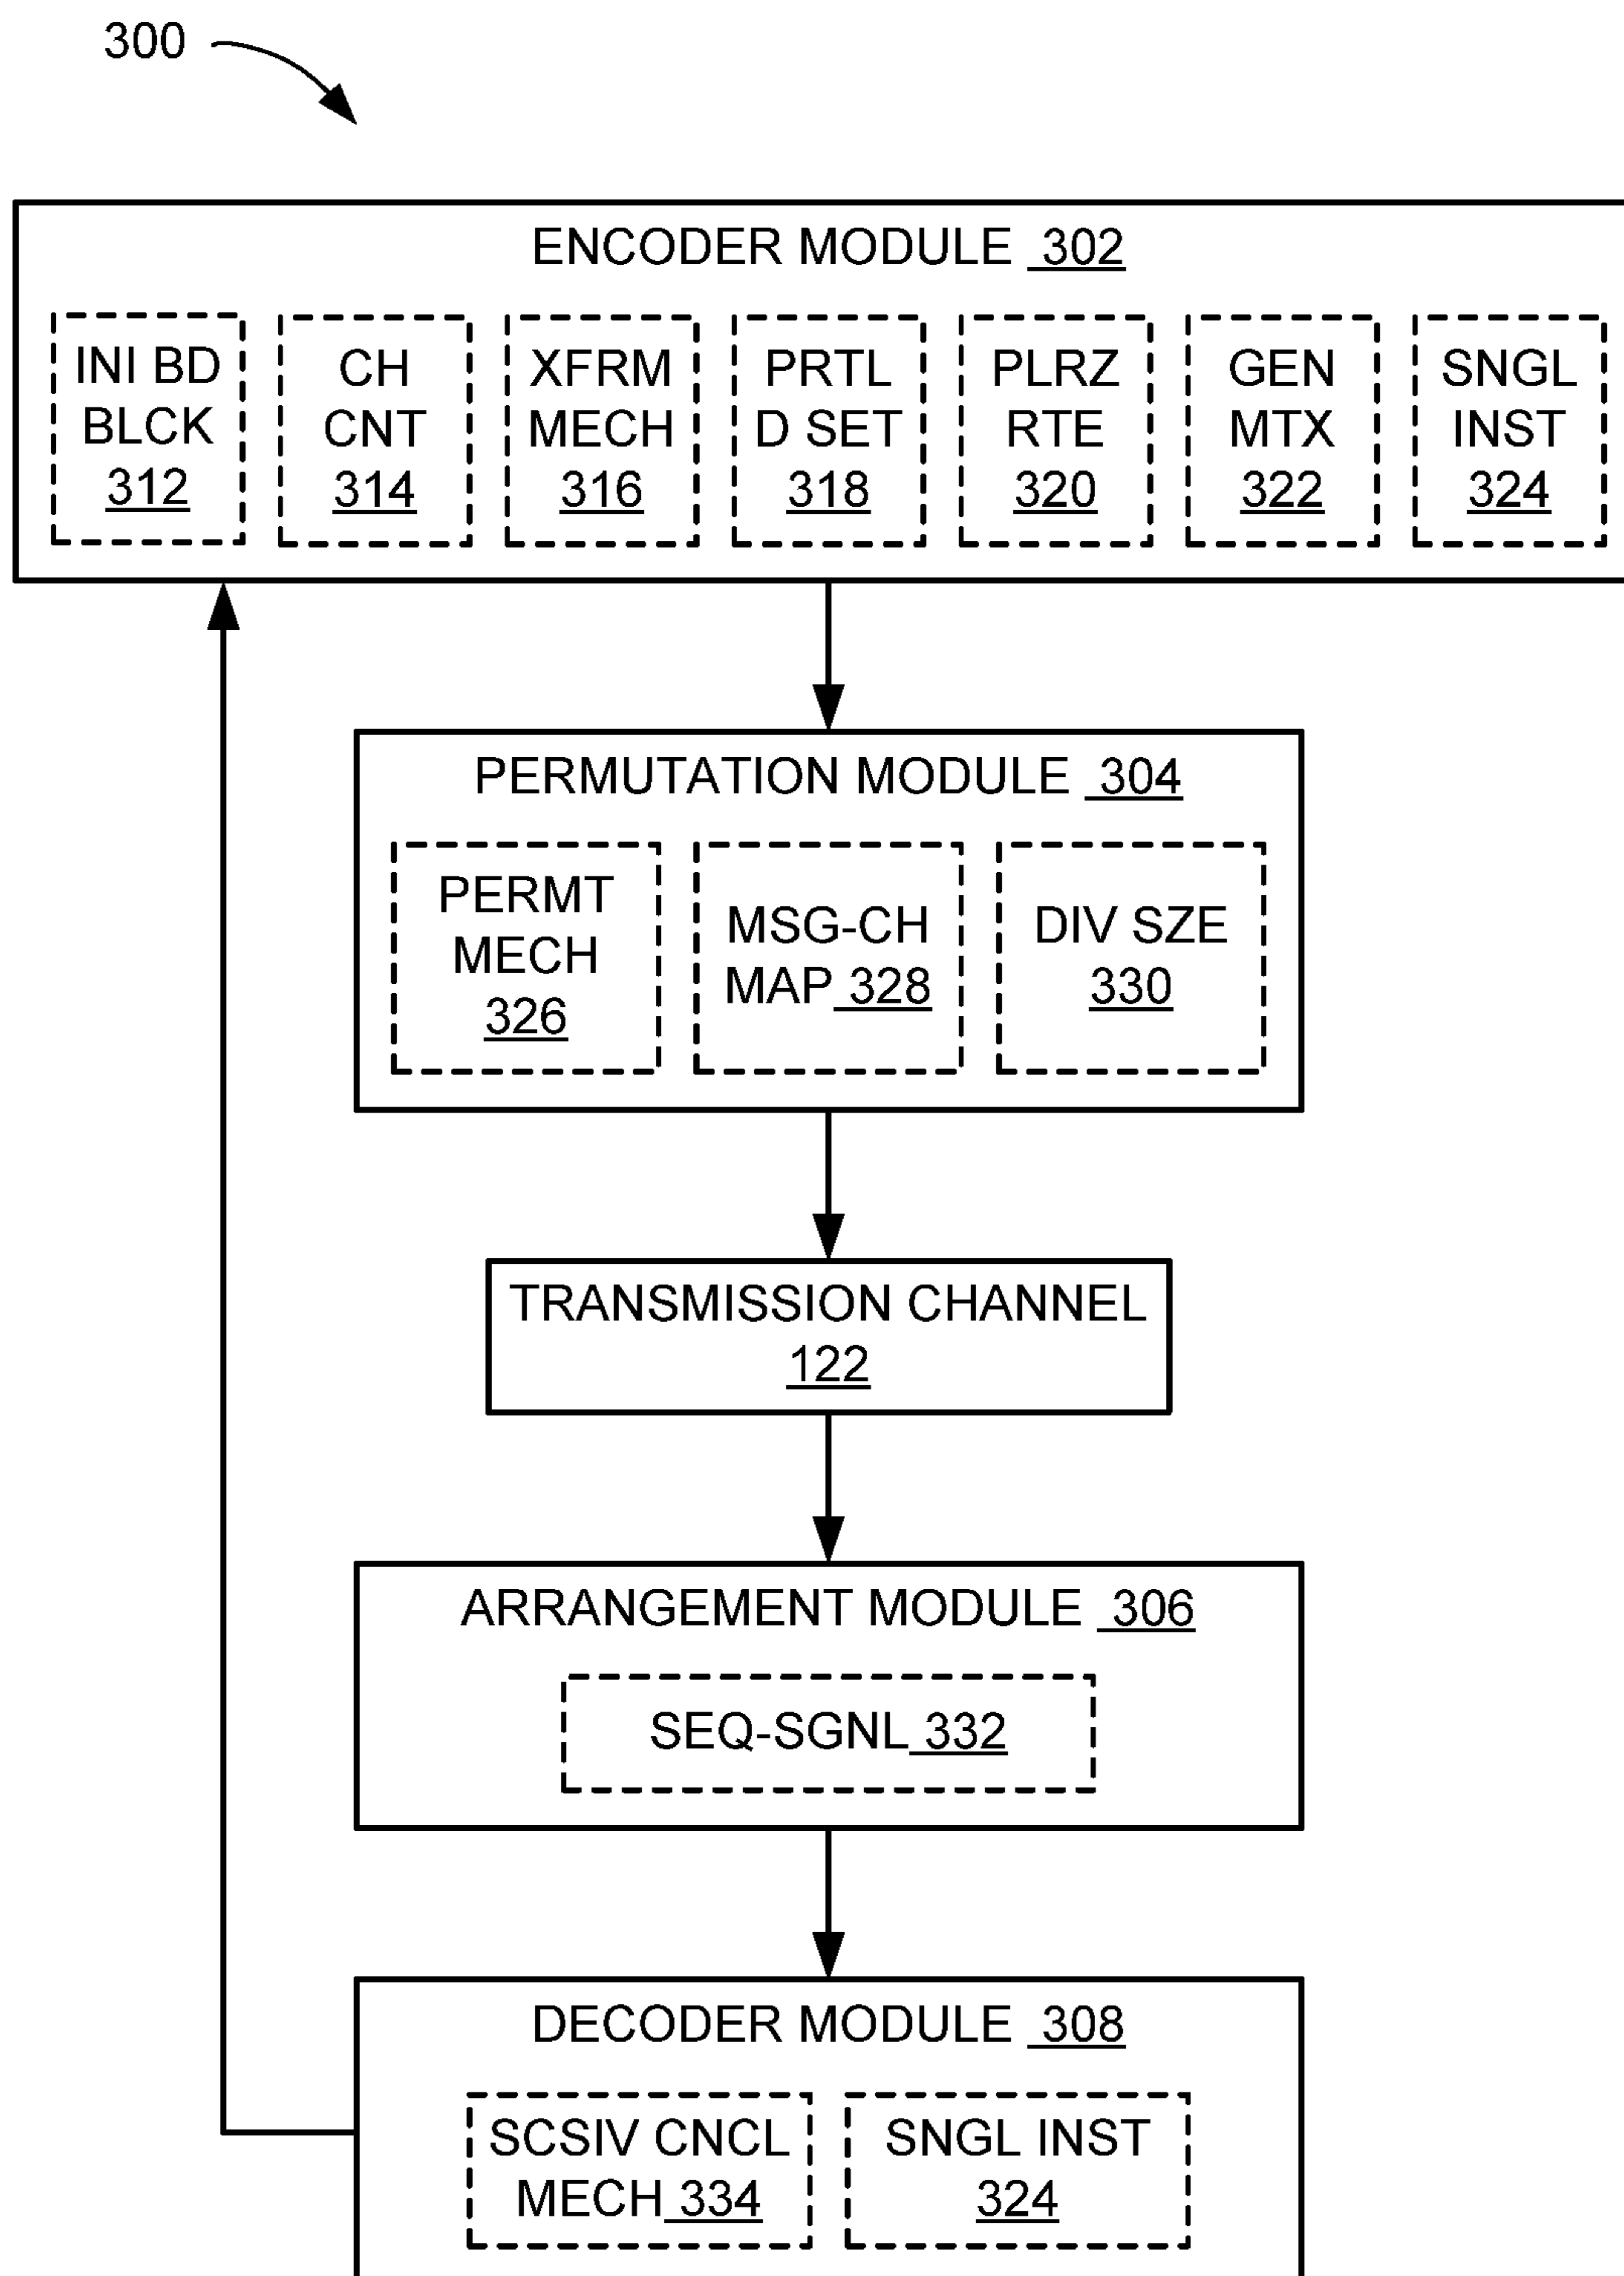 300
ENCODER MODULE 302
INI BD
BLCK
312
CH
CNT
314
XFRM
MECH
316
PRTL
D SET
318
PLRZ
RTE
320
GEN
MTX
322
SNGL
INST
324
PERMUTATION MODULE 304
PERMT
MECH
326
MSG-CH
MAP 328
DIV SZE
330
TRANSMISSION CHANNEL
122
ARRANGEMENT MODULE 306
SEQ-SGNL 332
DECODER MODULE 308
SCSIV CNCL
MECH 334
SNGL INST
324